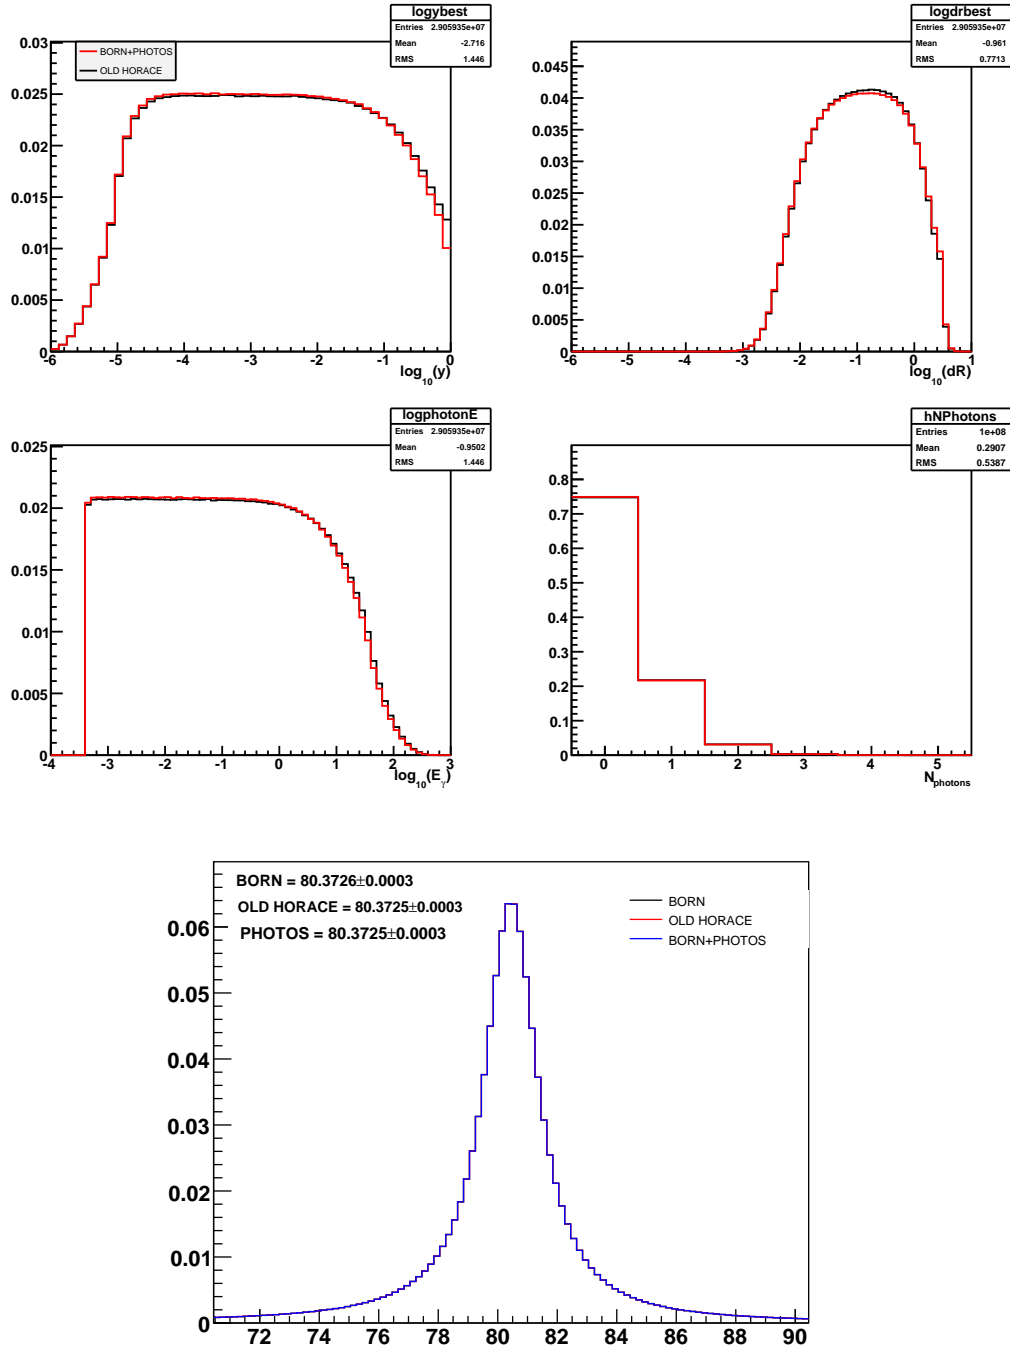 logybest
Entries 2.905935e+07
Mean -2.716
RMS 1.446
BORN+PHOTOS
OLD HORACE
0.03
0.025
0.02
0.015
0.01
0.005
0
-6 -5 -4 -3 -2 -1 0
log10(y)
logdrbest
Entries 2.905935e+07
Mean -0.961
RMS 0.7713
0.045
0.04
0.035
0.03
0.025
0.02
0.015
0.01
0.005
0
-6 -5 -4 -3 -2 -1 0 1
log10(dR)
logphotonE
Entries 2.905935e+07
Mean -0.9502
RMS 1.446
0.025
0.02
0.015
0.01
0.005
0
-4 -3 -2 -1 0 1 2 3
log10(Eγ)
hNPhotons
Entries 1e+08
Mean 0.2907
RMS 0.5387
0.8
0.7
0.6
0.5
0.4
0.3
0.2
0.1
0
0 1 2 3 4 5
Nphotons
BORN = 80.3726±0.0003
OLD HORACE = 80.3725±0.0003
PHOTOS = 80.3725±0.0003
BORN
OLD HORACE
BORN+PHOTOS
0.06
0.05
0.04
0.03
0.02
0.01
0
72 74 76 78 80 82 84 86 88 90